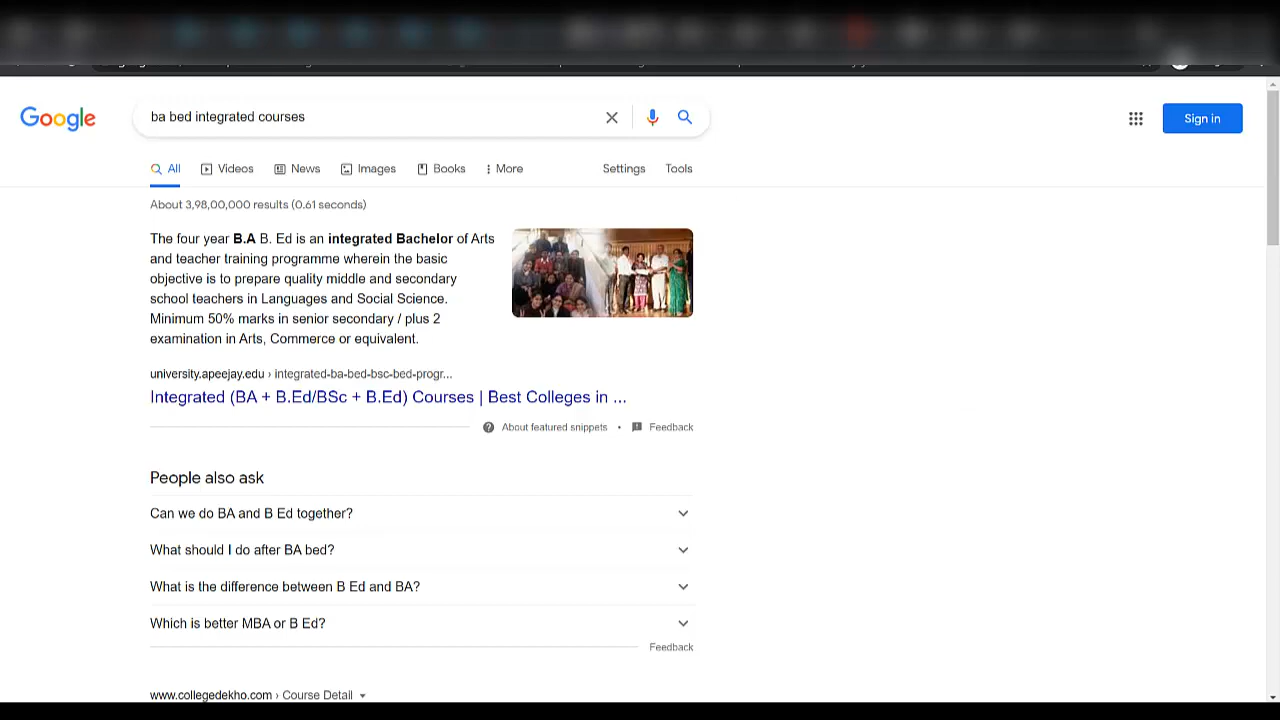 Google
ba bed integrated courses
Sign in
All
Videos
News
Images
Books
More
Settings
Tools
About 3,98,00,000 results (0.61 seconds)
The four year B.A B. Ed is an integrated Bachelor of Arts
and teacher training programme wherein the basic
objective is to prepare quality middle and secondary
school teachers in Languages and Social Science.
Minimum 50% marks in senior secondary / plus 2
examination in Arts, Commerce or equivalent.
university.apeejay.edu › integrated-ba-bed-bsc-bed-progr...
Integrated (BA + B.Ed/BSc + B.Ed) Courses | Best Colleges in ...
About featured snippets • Feedback
People also ask
Can we do BA and B Ed together?
What should I do after BA bed?
What is the difference between B Ed and BA?
Which is better MBA or B Ed?
Feedback
www.collegedekho.com › Course Detail